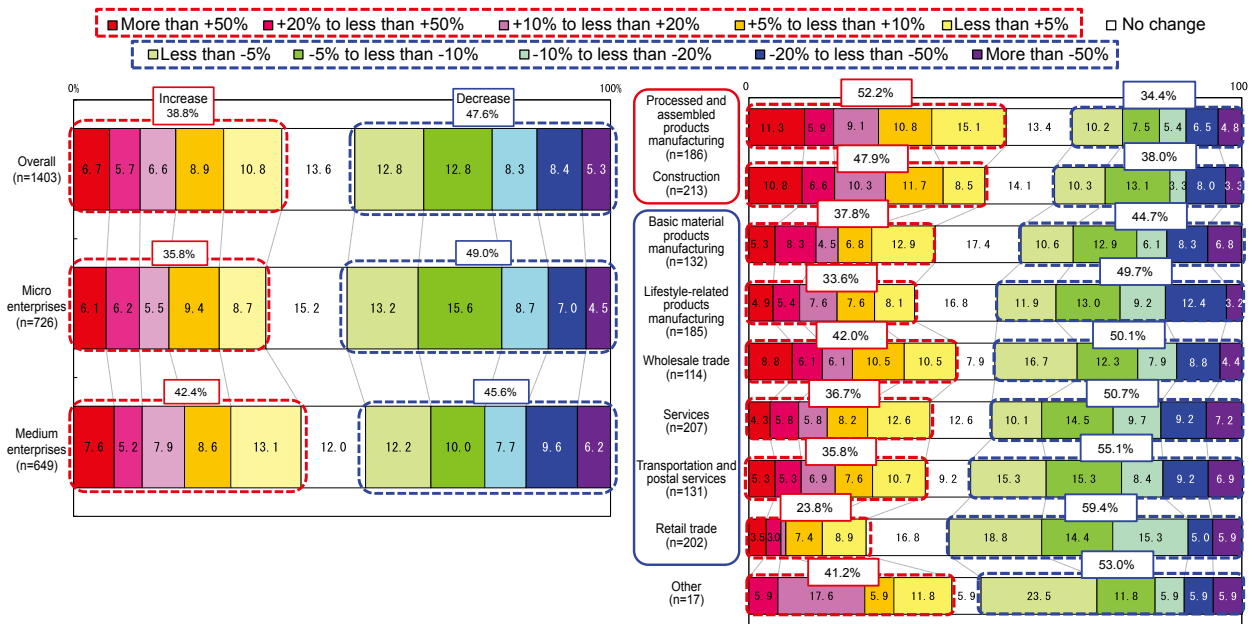 More than +50% +20% to less than +50% +10% to less than +20% +5% to less than +10% Less than +5% No change
Less than -5% -5% to less than -10% -10% to less than -20% -20% to less than -50% More than -50%
0% 100%
Increase
38.8%
Decrease
47.6%
Overall
(n=1403)
6.7 5.7 6.6 8.9 10.8 13.6 12.8 12.8 8.3 8.4 5.3
35.8% 49.0%
Micro
enterprises
(n=726)
6.1 6.2 5.5 9.4 8.7 15.2 13.2 15.6 8.7 7.0 4.5
42.4% 45.6%
Medium
enterprises
(n=649)
7.6 5.2 7.9 8.6 13.1 12.0 12.2 10.0 7.7 9.6 6.2
0 100
52.2% 34.4%
Processed and
assembled
products
manufacturing
(n=186)
11.3 5.9 9.1 10.8 15.1 13.4 10.2 7.5 5.4 6.5 4.8
47.9% 38.0%
Construction
(n=213)
10.8 6.6 10.3 11.7 8.5 14.1 10.3 13.1 3.3 8.0 3.3
37.8% 44.7%
Basic material
products
manufacturing
(n=132)
5.3 8.3 4.5 6.8 12.9 17.4 10.6 12.9 6.1 8.3 6.8
33.6% 49.7%
Lifestyle-related
products
manufacturing
(n=185)
4.9 5.4 7.6 7.6 8.1 16.8 11.9 13.0 9.2 12.4 3.2
42.0% 50.1%
Wholesale trade
(n=114)
8.8 6.1 6.1 10.5 10.5 7.9 16.7 12.3 7.9 8.8 4.4
36.7% 50.7%
Services
(n=207)
4.3 5.8 5.8 8.2 12.6 12.6 10.1 14.5 9.7 9.2 7.2
35.8% 55.1%
Transportation and
postal services
(n=131)
5.3 5.3 6.9 7.6 10.7 9.2 15.3 15.3 8.4 9.2 6.9
23.8% 59.4%
Retail trade
(n=202)
3.5 3.0 7.4 8.9 16.8 18.8 14.4 15.3 5.0 5.9
41.2% 53.0%
Other
(n=17)
5.9 17.6 5.9 11.8 5.9 23.5 11.8 5.9 5.9 5.9